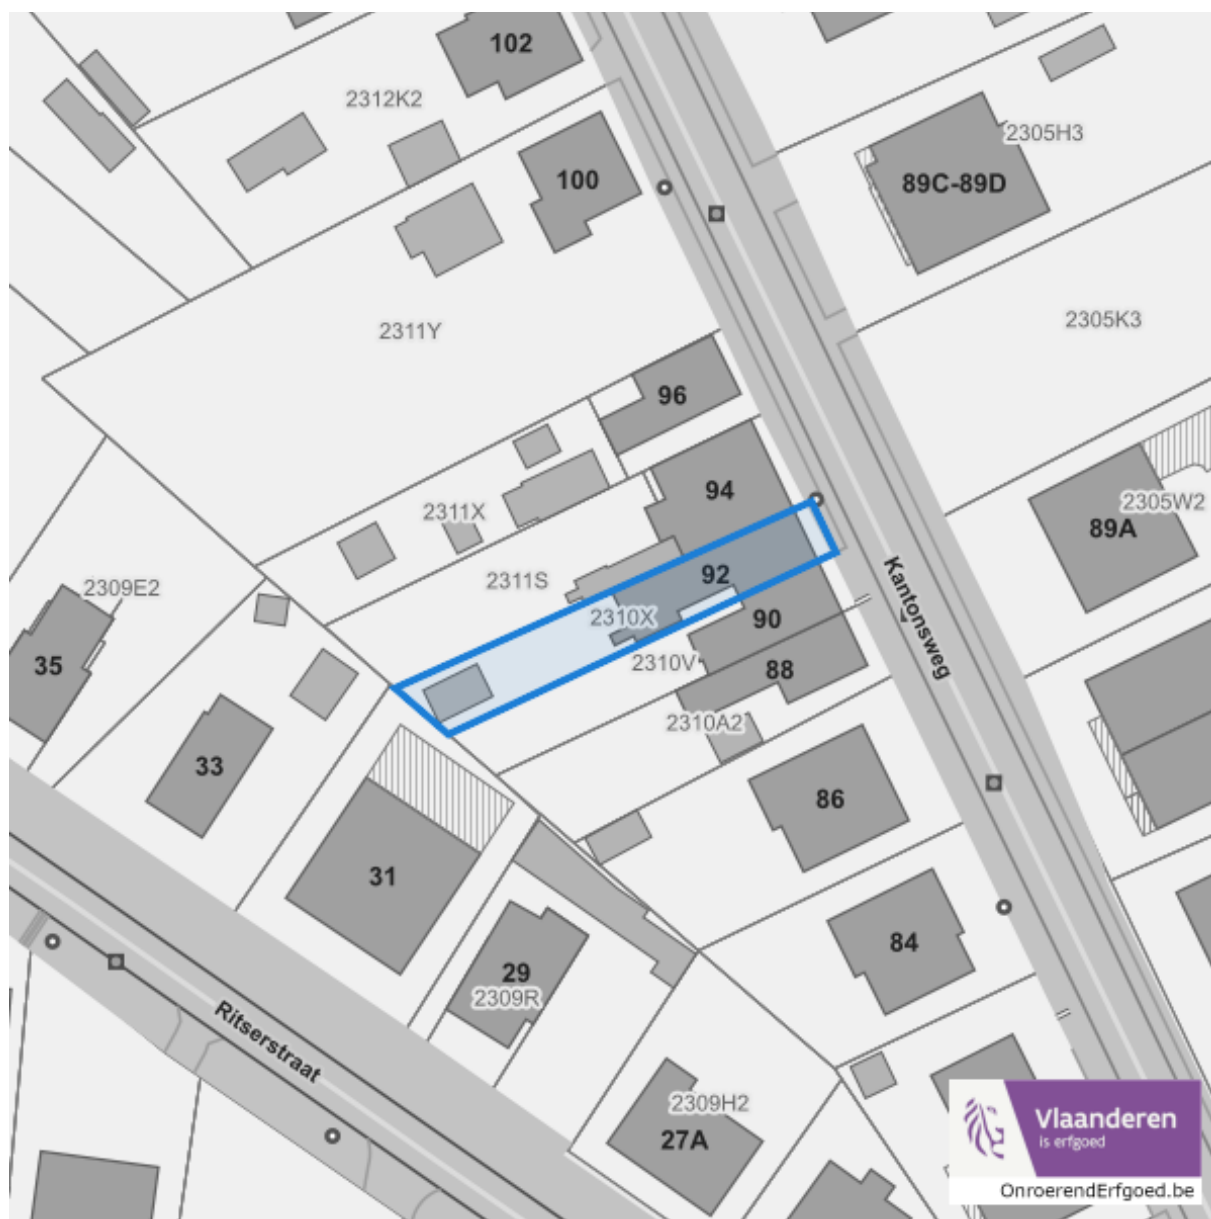 102
2312K2
2305H3
100
89C-89D
2311Y
2305K3
96
94
2311X
2305W2
89A
2311S
92
Kantonsweg
2309E2
2310X
90
35
2310V
88
2310A2
33
86
31
84
29
2309R
Ritserstraat
2309H2
27A
Vlaanderen
is erfgoed
OnroerendErfgoed.be